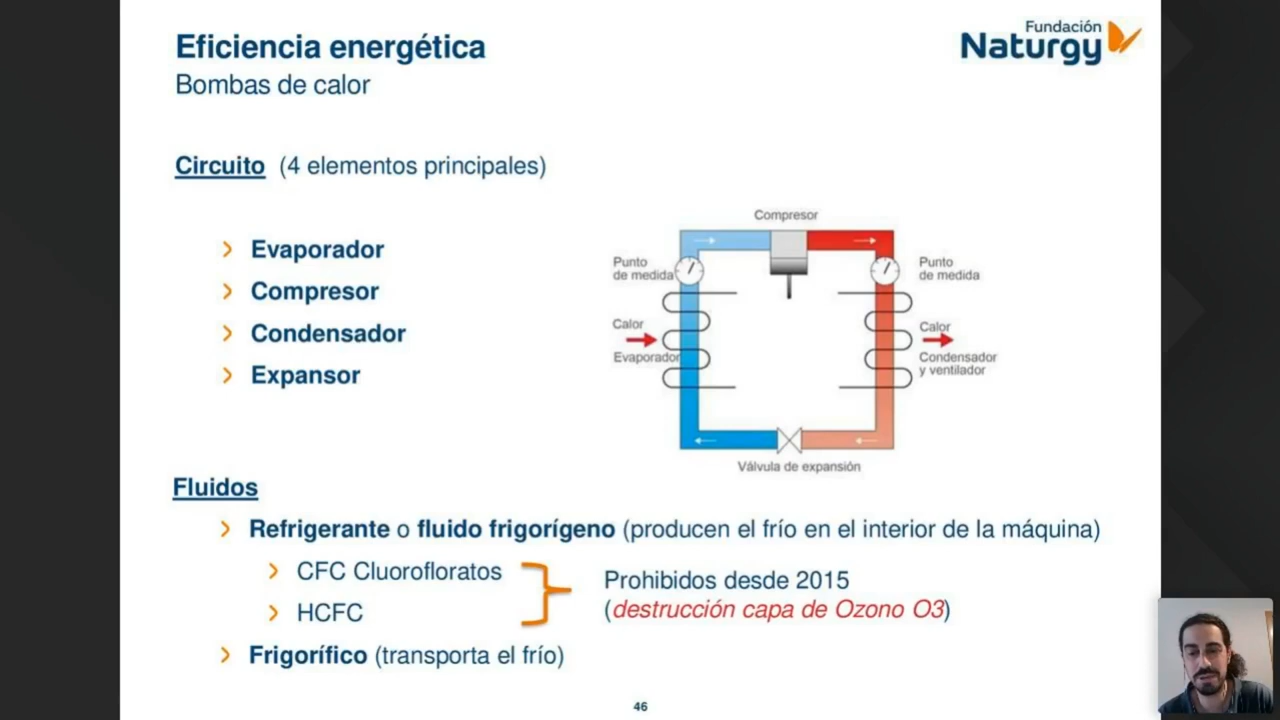 Eficiencia energética
Bombas de calor
Fundación
Naturgy
Circuito (4 elementos principales)
Evaporador
Compresor
Condensador
Expansor
Compresor
Punto
de medida
Punto
de medida
Calor
Evaporador
Calor
Condensador
y ventilador
Válvula de expansión
Fluidos
Refrigerante o fluido frigorígeno (producen el frío en el interior de la máquina)
CFC Cluorofloratos
HCFC
Prohibidos desde 2015
(destrucción capa de Ozono O3)
Frigorífico (transporta el frío)
46